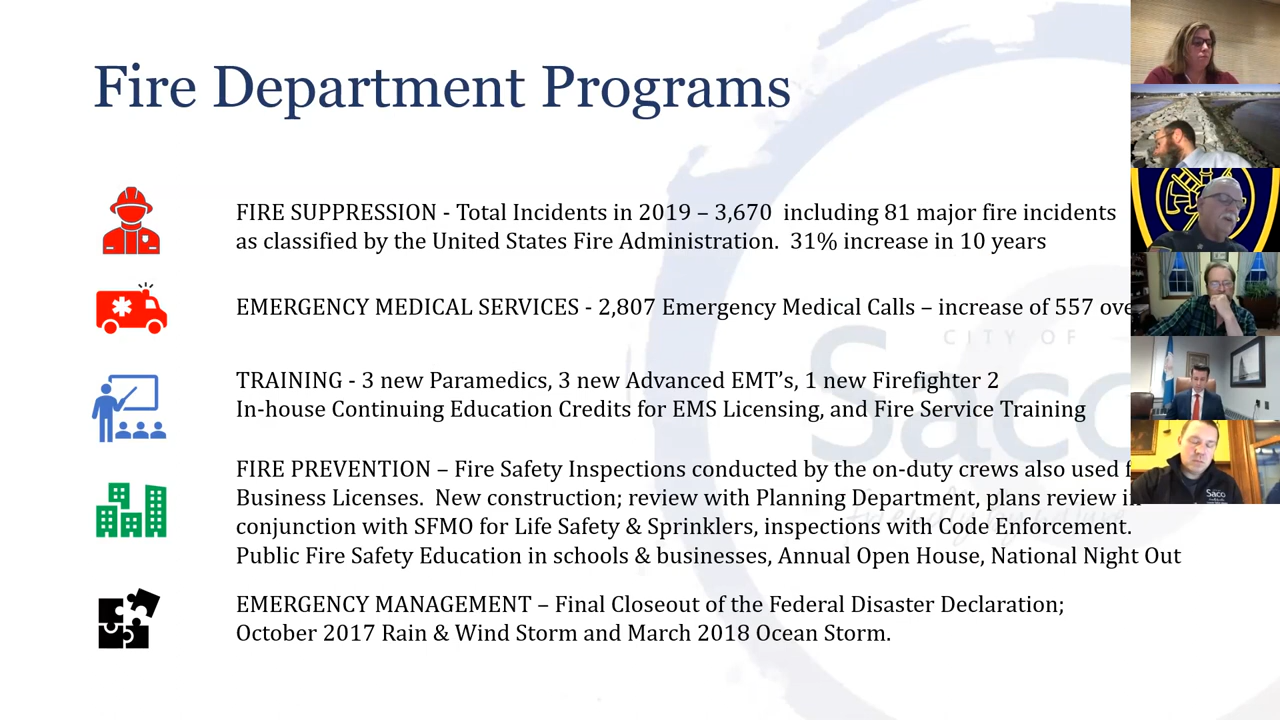 Fire Department Programs
FIRE SUPPRESSION - Total Incidents in 2019 – 3,670 including 81 major fire incidents
as classified by the United States Fire Administration. 31% increase in 10 years
EMERGENCY MEDICAL SERVICES - 2,807 Emergency Medical Calls – increase of 557
TRAINING - 3 new Paramedics, 3 new Advanced EMT's, 1 new Firefighter 2
In-house Continuing Education Credits for EMS Licensing, and Fire Service Training
FIRE PREVENTION – Fire Safety Inspections conducted by the on-duty crews also used
Business Licenses. New construction; review with Planning Department, plans review
conjunction with SFMO for Life Safety & Sprinklers, inspections with Code Enforcement.
Public Fire Safety Education in schools & businesses, Annual Open House, National Night Out
EMERGENCY MANAGEMENT – Final Closeout of the Federal Disaster Declaration;
October 2017 Rain & Wind Storm and March 2018 Ocean Storm.
CITY OF
Saco
Saco